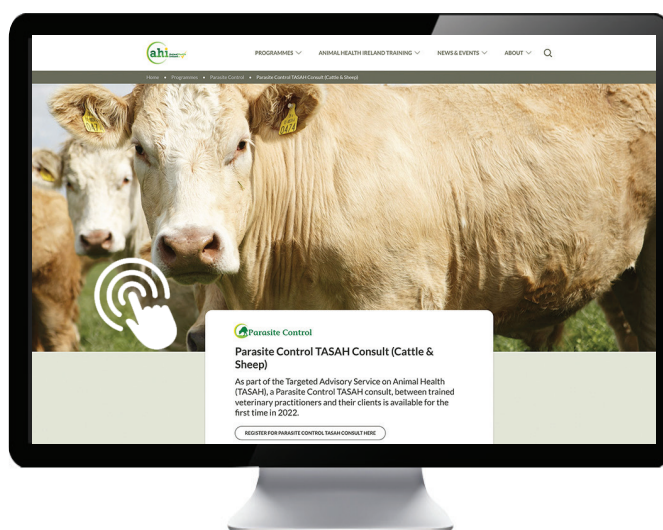 ahi
PROGRAMMES ANIMAL HEALTH IRELAND TRAINING NEWS & EVENTS ABOUT
Home • Programmes • Parasite Control • Parasite Control TASAH Consult (Cattle & Sheep)
0474
Parasite Control
Parasite Control TASAH Consult (Cattle &
Sheep)
As part of the Targeted Advisory Service on Animal Health
(TASAH), a Parasite Control TASAH consult, between trained
veterinary practitioners and their clients is available for the
first time in 2022.
REGISTER FOR PARASITE CONTROL TASAH CONSULT HERE